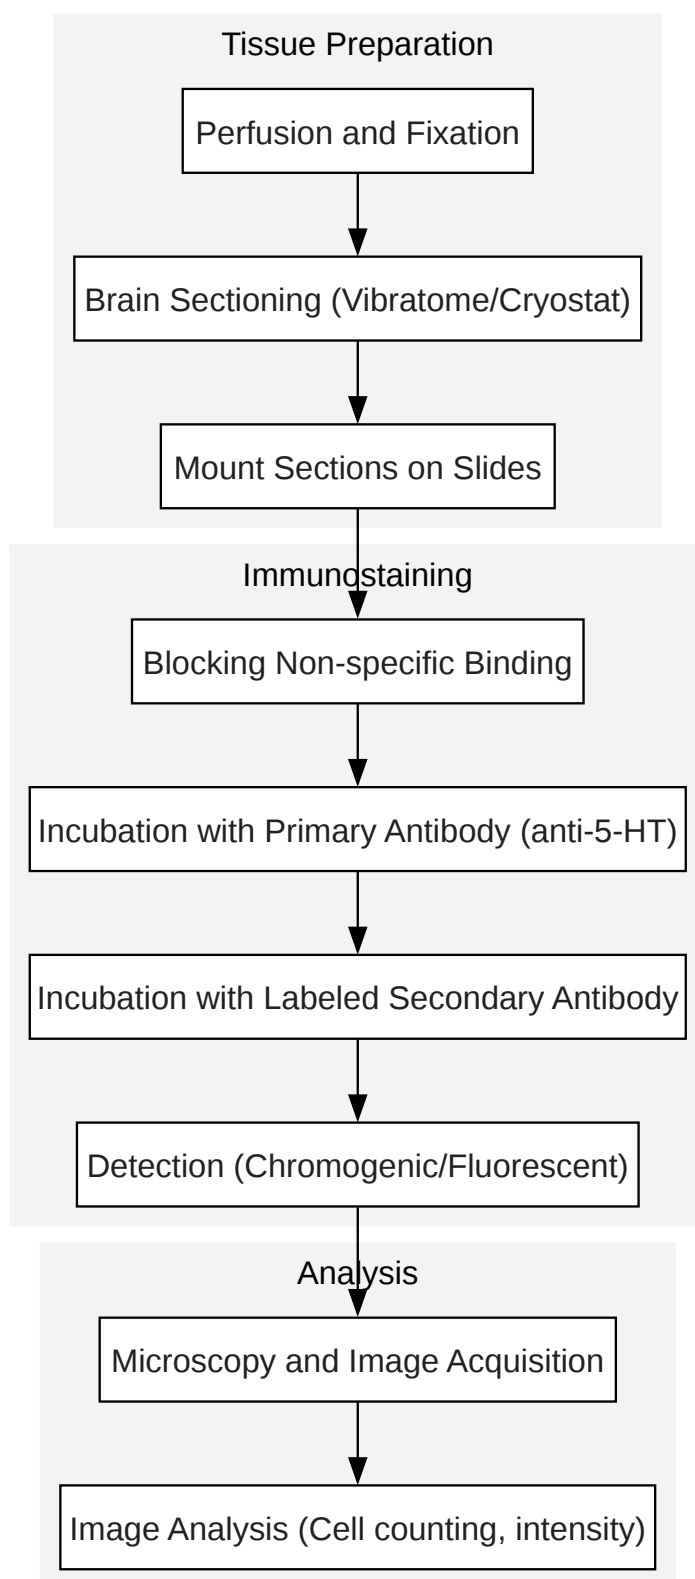 Tissue Preparation
Perfusion and Fixation
Brain Sectioning (Vibratome/Cryostat)
Mount Sections on Slides
Immunostaining
Blocking Non-specific Binding
Incubation with Primary Antibody (anti-5-HT)
Incubation with Labeled Secondary Antibody
Detection (Chromogenic/Fluorescent)
Analysis
Microscopy and Image Acquisition
Image Analysis (Cell counting, intensity)